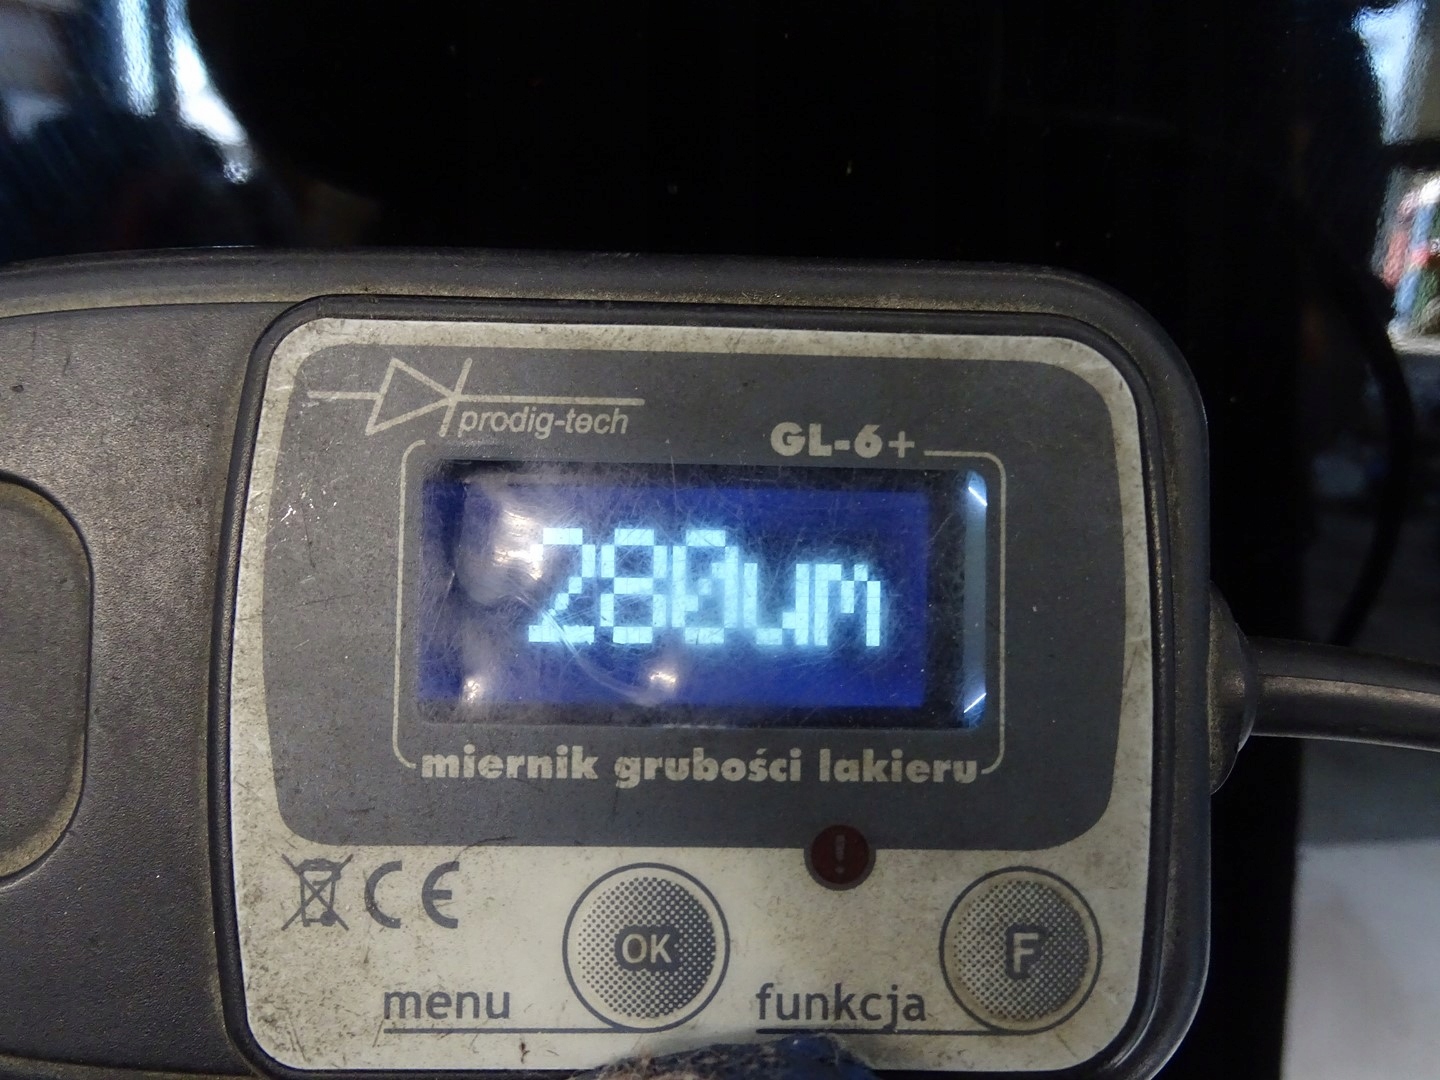 prodig-tech
GL-6+
280um
miernik grubości lakieru
!
CE
OK
F
menu
funkcja